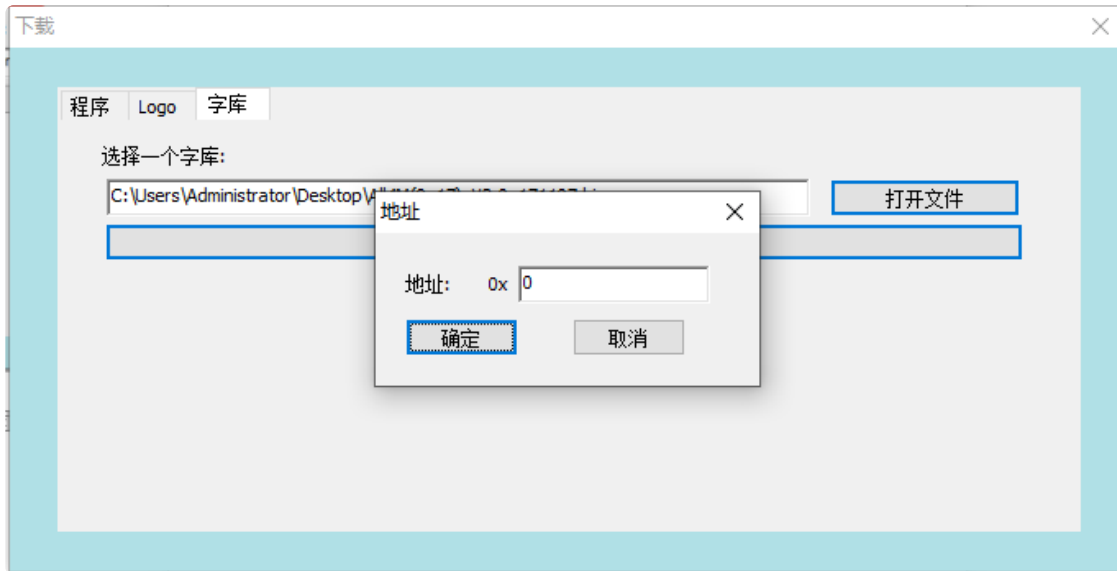 下载
程序 Logo 字库
选择一个字库:
C:\Users\Administrator\Desktop\
打开文件
地址
地址: 0x 0
确定 取消